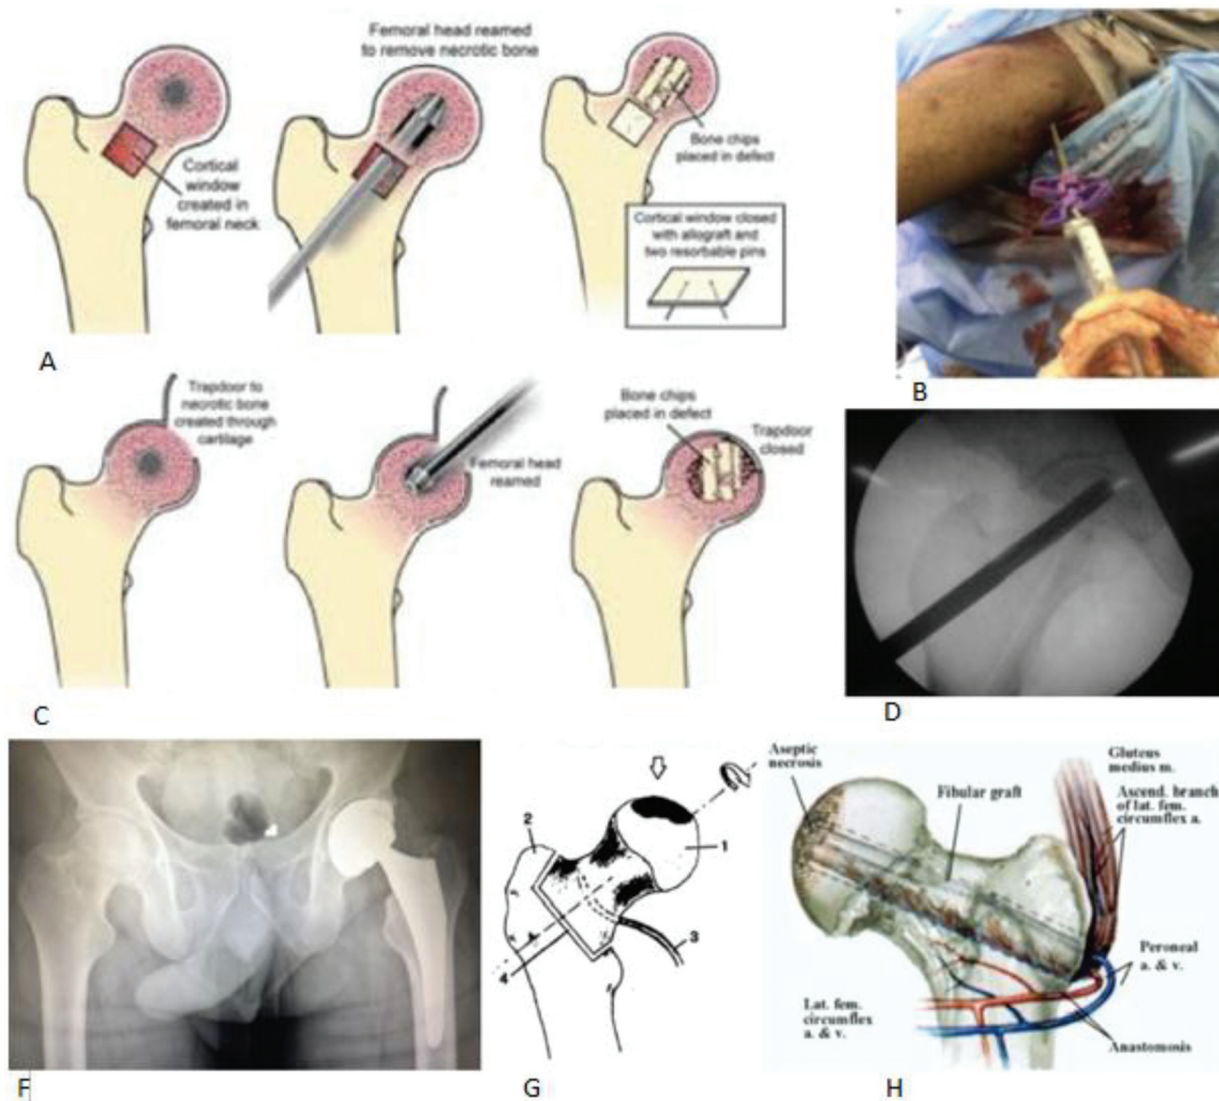 Femoral head reamed
to remove necrotic bone
Cortical
window
created in
femoral neck
Bone chips
placed in defect
Cortical window closed
with allograft and
two resorbable pins
A
B
Trapdoor to
necrotic bone
created through
cartilage
Femoral head
reamed
Bone chips
placed in defect
Trapdoor
closed
C
D
F
2
1
3
4
G
Aseptic
necrosis
Fibular graft
Gluteus
medius m.
Ascend. branch
of lat. fem.
circumflex a.
Peroneal
a. & v.
Lat. fem.
circumflex
a. & v.
Anastomosis
H